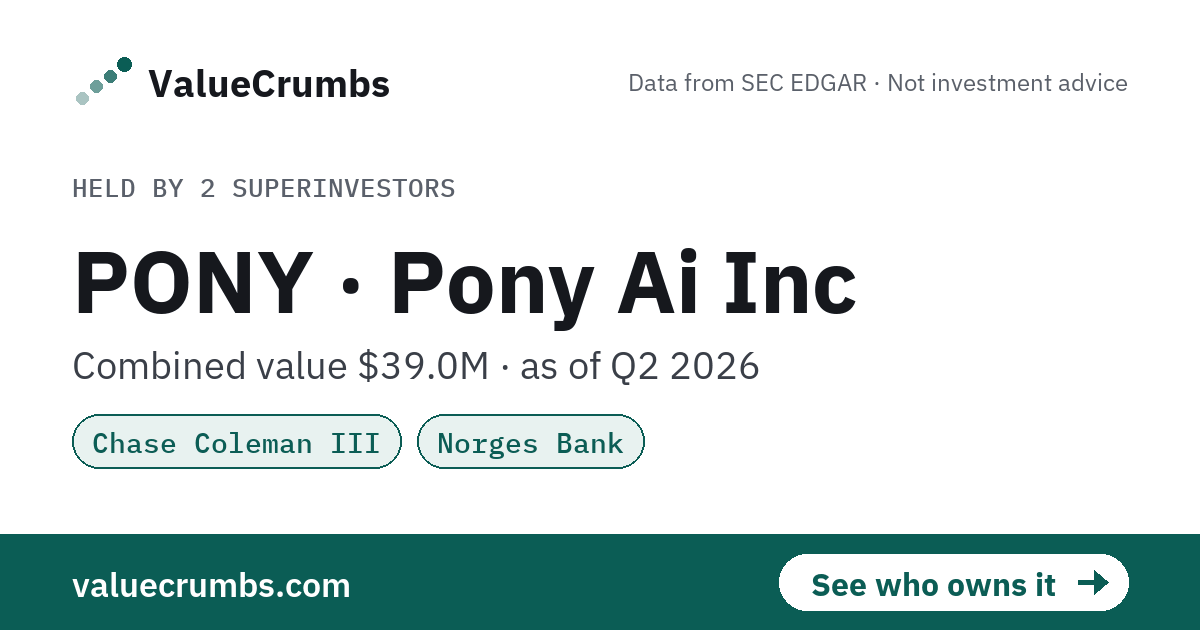 ValueCrumbs
Data from SEC EDGAR · Not investment advice
HELD BY 2 SUPERINVESTORS
PONY · Pony Ai Inc
Combined value $39.0M · as of Q2 2026
Chase Coleman III
Norges Bank
valuecrumbs.com
See who owns it →